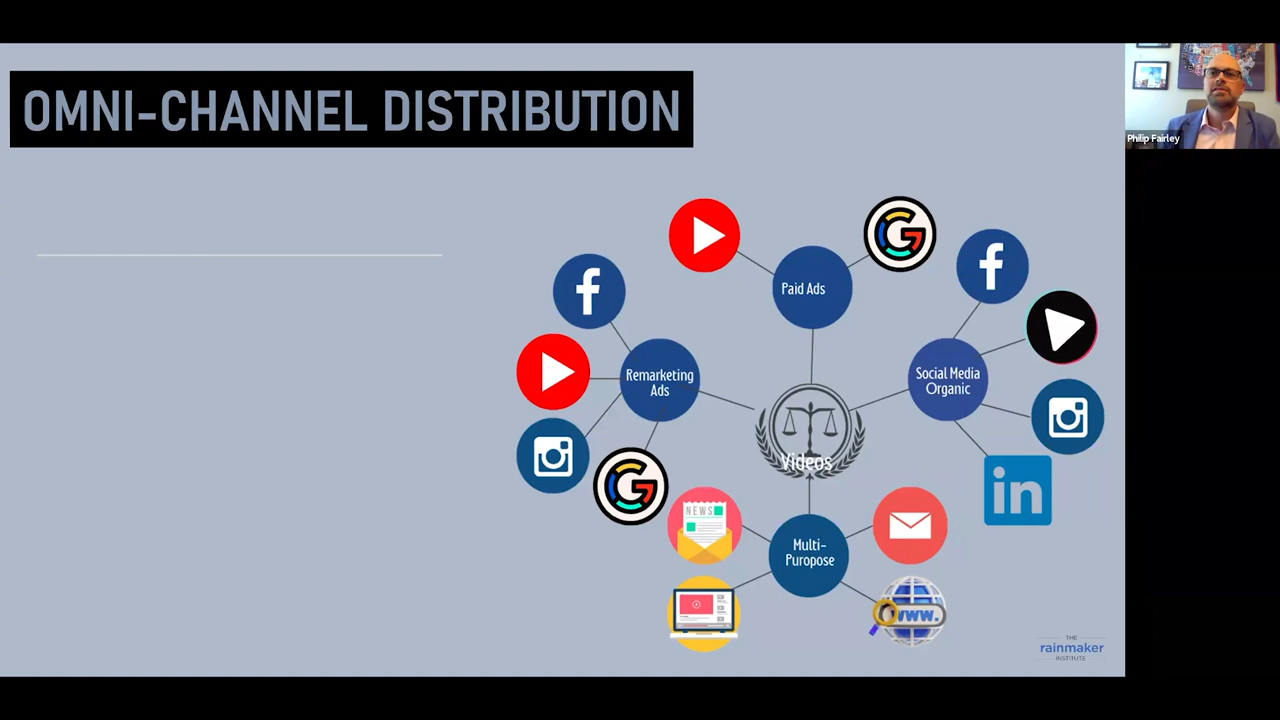 OMNI-CHANNEL DISTRIBUTION
Philip Fairley
Paid Ads
Remarketing
Ads
Social Media
Organic
Videos
NEWS
Multi-
Puropose
www.
THE
rainmaker
INSTITUTE